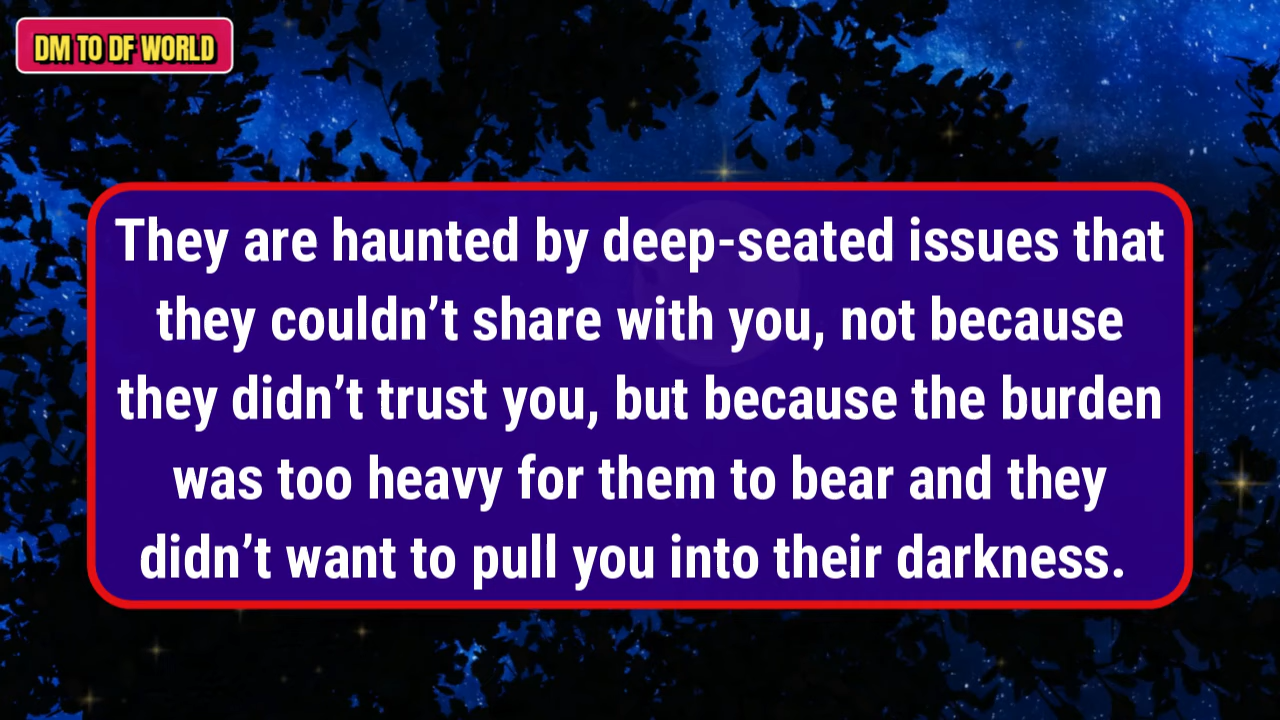 DM TO DF WORLD
They are haunted by deep-seated issues that
they couldn’t share with you, not because
they didn’t trust you, but because the burden
was too heavy for them to bear and they
didn’t want to pull you into their darkness.